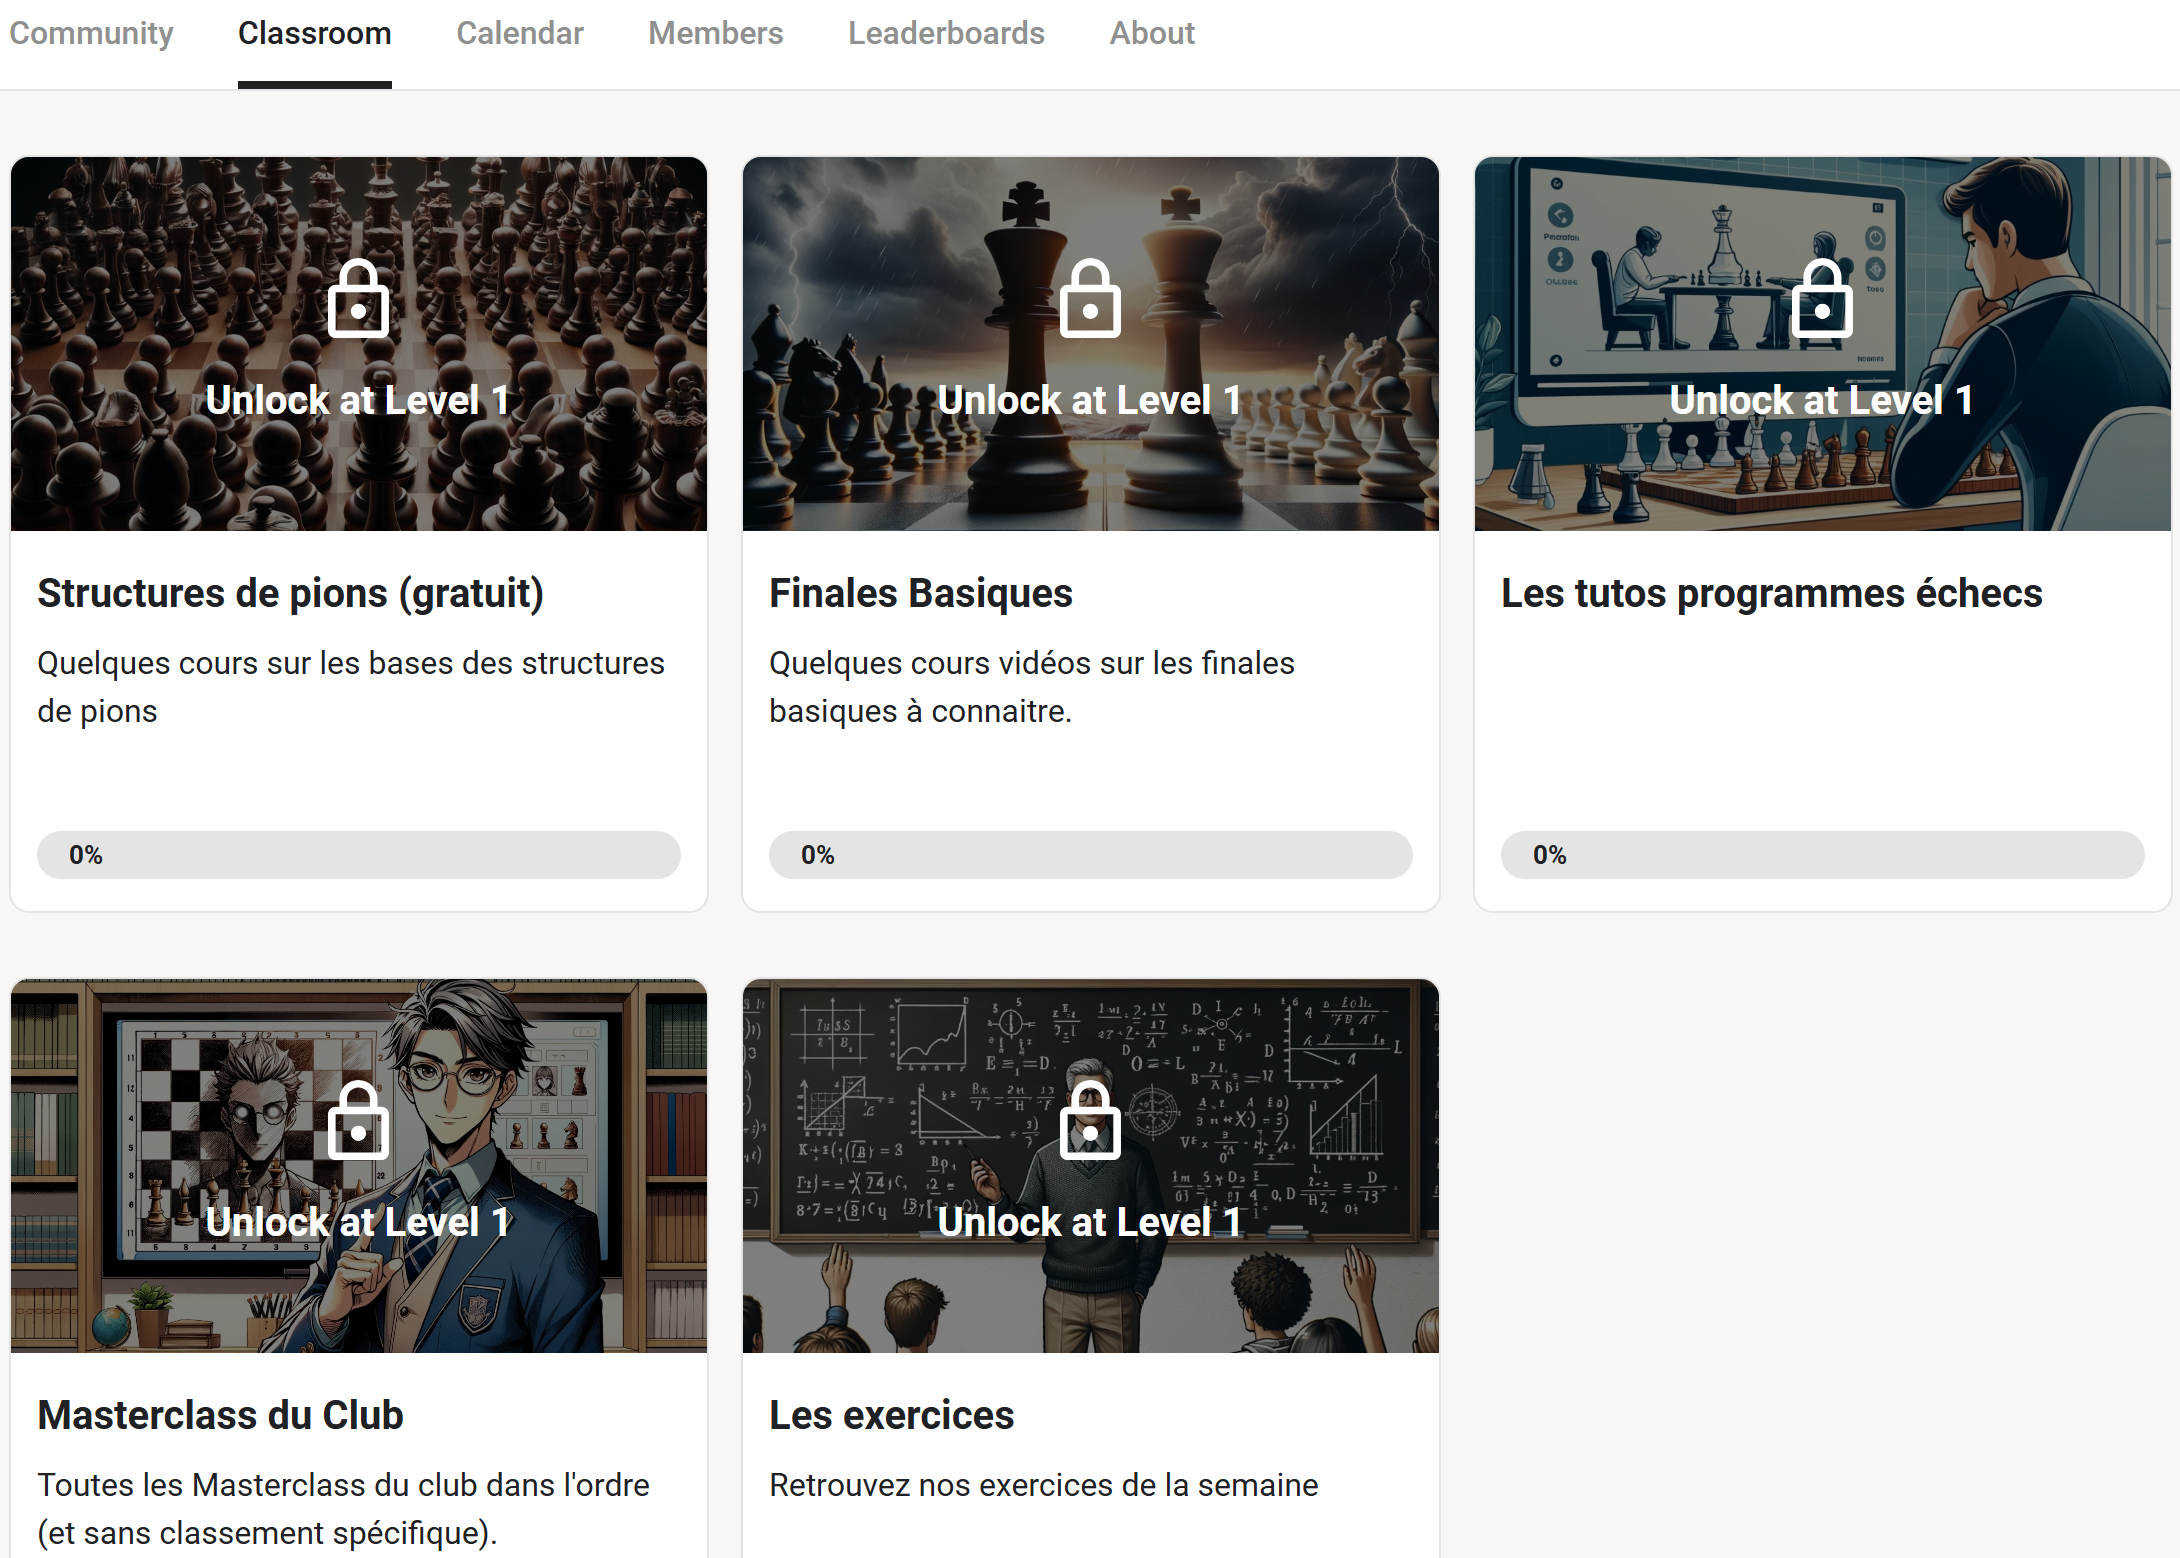 Community Classroom Calendar Members Leaderboards About
Unlock at Level 1
Structures de pions (gratuit)
Quelques cours sur les bases des structures
de pions
0%
Unlock at Level 1
Finales Basiques
Quelques cours vidéos sur les finales
basiques à connaitre.
0%
Unlock at Level 1
Les tutos programmes échecs
0%
Unlock at Level 1
Masterclass du Club
Toutes les Masterclass du club dans l'ordre
(et sans classement spécifique).
Unlock at Level 1
Les exercices
Retrouvez nos exercices de la semaine